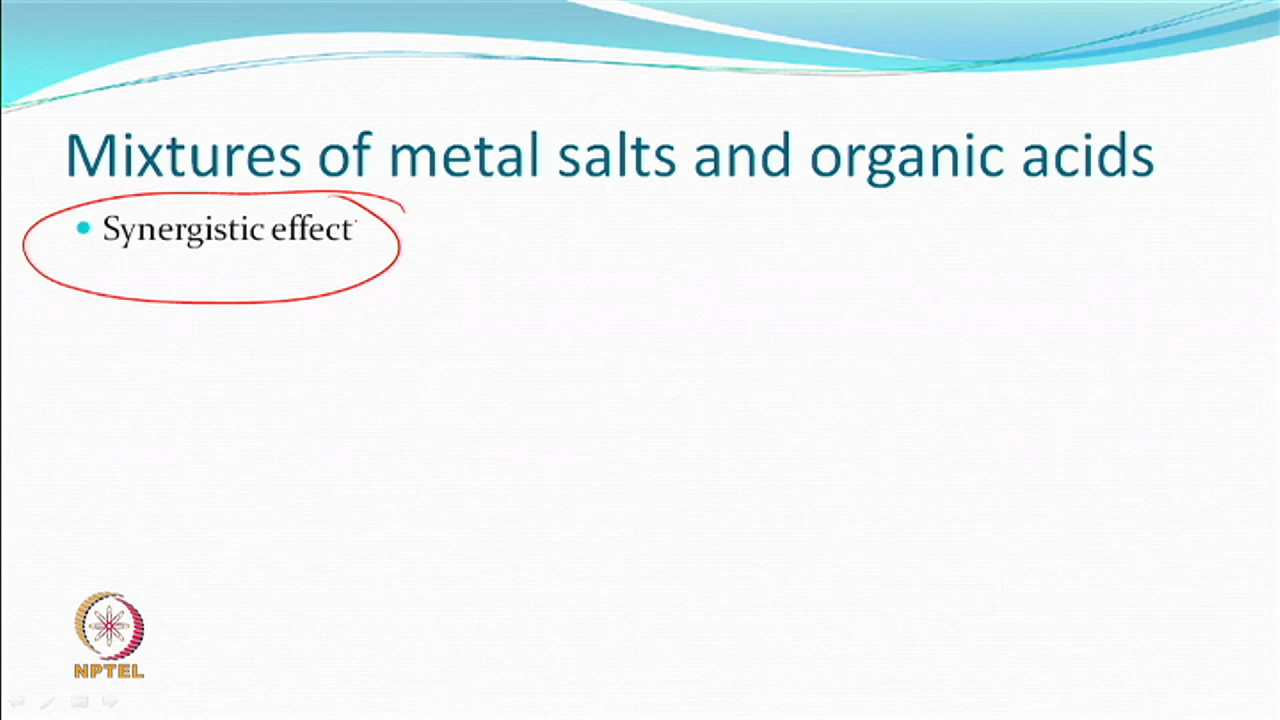 Mixtures of metal salts and organic acids
Synergistic effect
NPTEL